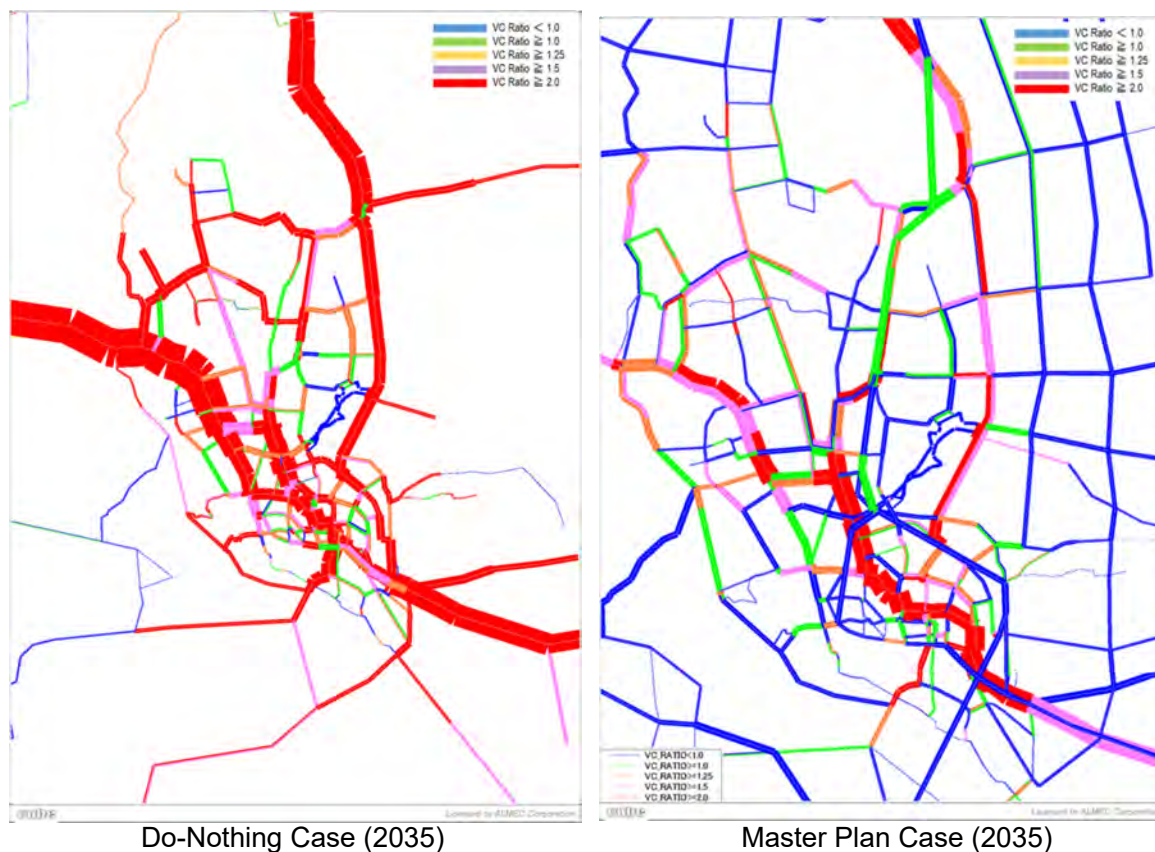 VC Ratio < 1.0
VC Ratio ≧ 1.0
VC Ratio ≧ 1.25
VC Ratio ≧ 1.5
VC Ratio ≧ 2.0
VC Ratio < 1.0
VC Ratio ≧ 1.0
VC Ratio ≧ 1.25
VC Ratio ≧ 1.5
VC Ratio ≧ 2.0
VC_RATIO<1.0
VC_RATIO>=1.0
VC_RATIO>=1.25
VC_RATIO>=1.5
VC_RATIO>=2.0
Licensed to ALMEC Corporation
Licensed to ALMEC Corporation
Do-Nothing Case (2035)
Master Plan Case (2035)